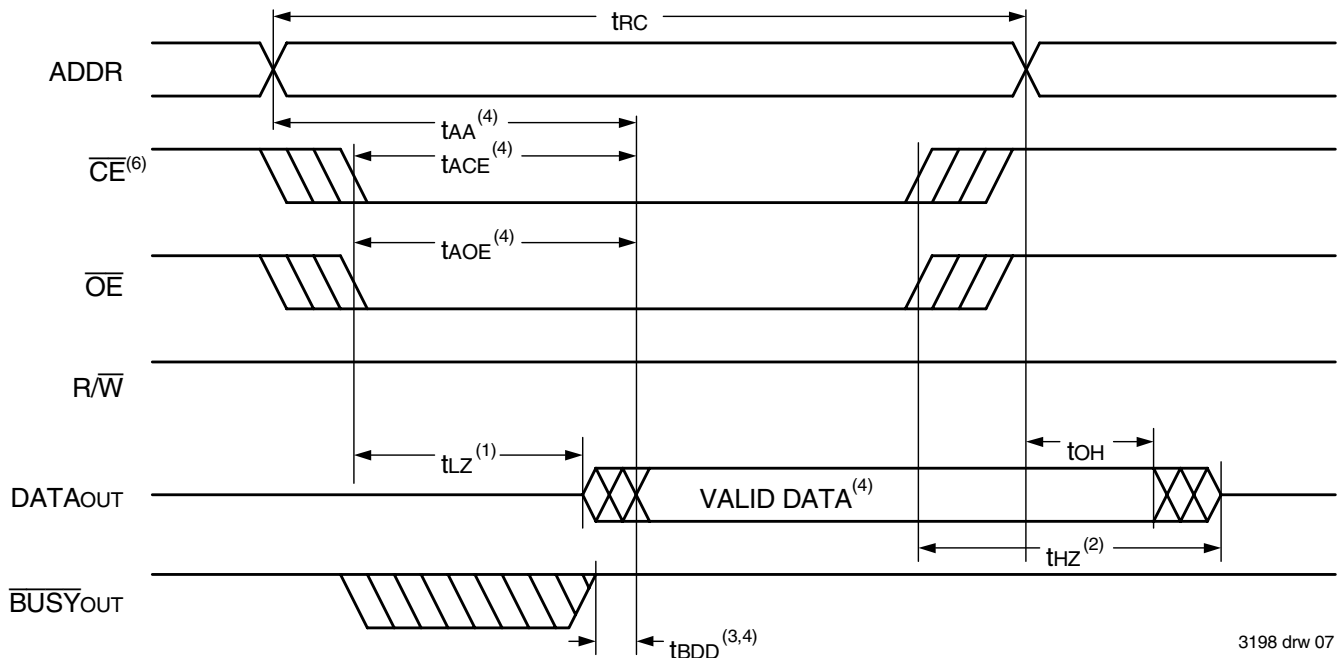 tRC
ADDR
tAA(4)
CE(6)
tACE(4)
tAOE(4)
OE
R/W
tLZ(1)
tOH
DATAOUT
VALID DATA(4)
tHZ(2)
BUSYOUT
tBDD(3,4)
3198 drw 07